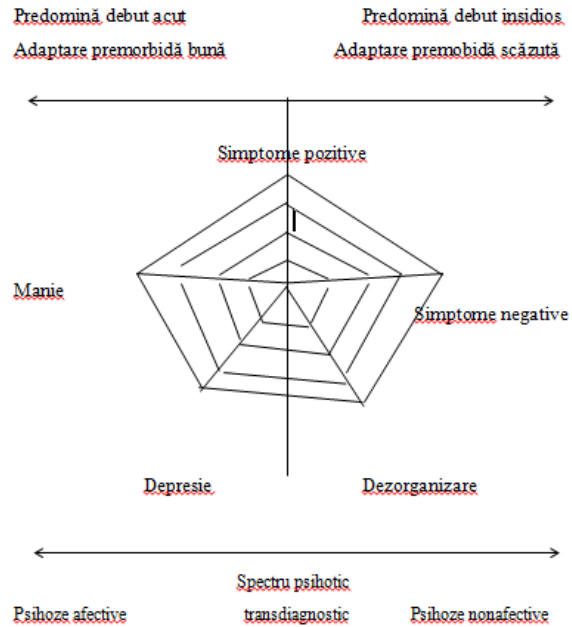 Predomină debut acut
Predomină debut insidios
Adaptare premorbidă bună
Adaptare premobidă scăzută
Simptome pozitive
Manie
Simptome negative
Depresie
Dezorganizare
Spectru psihotic
Psihoze afective
transdiagnostic
Psihoze nonafective